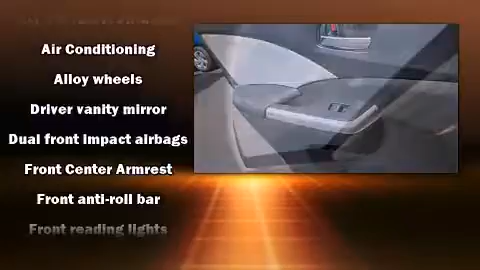 Air Conditioning
Alloy wheels
Driver vanity mirror
Dual front impact airbags
Front Center Armrest
Front anti-roll bar
Front reading lights